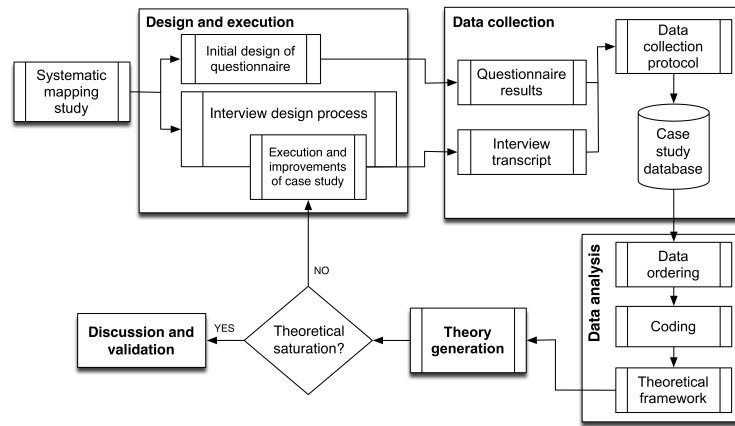 Design and execution
Initial design of
questionnaire
Systematic
mapping
study
Interview design process
Execution and
improvements
of case study
Data collection
Questionnaire
results
Interview
transcript
Data
collection
protocol
Case
study
database
Data analysis
Data
ordering
Coding
Theoretical
framework
Theory
generation
Theoretical
saturation?
NO
YES
Discussion and
validation